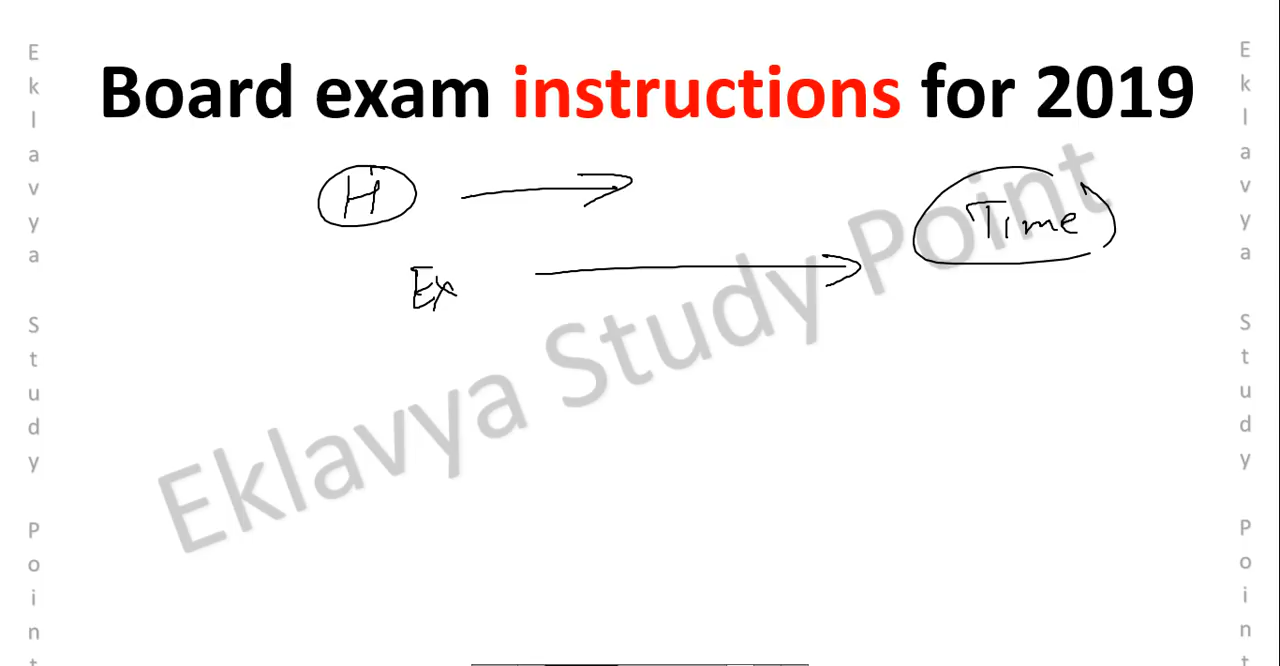 Board exam instructions for 2019
H
Time
Ex
Eklavya Study Point
Eklavya Study Point
Eklavya Study Point